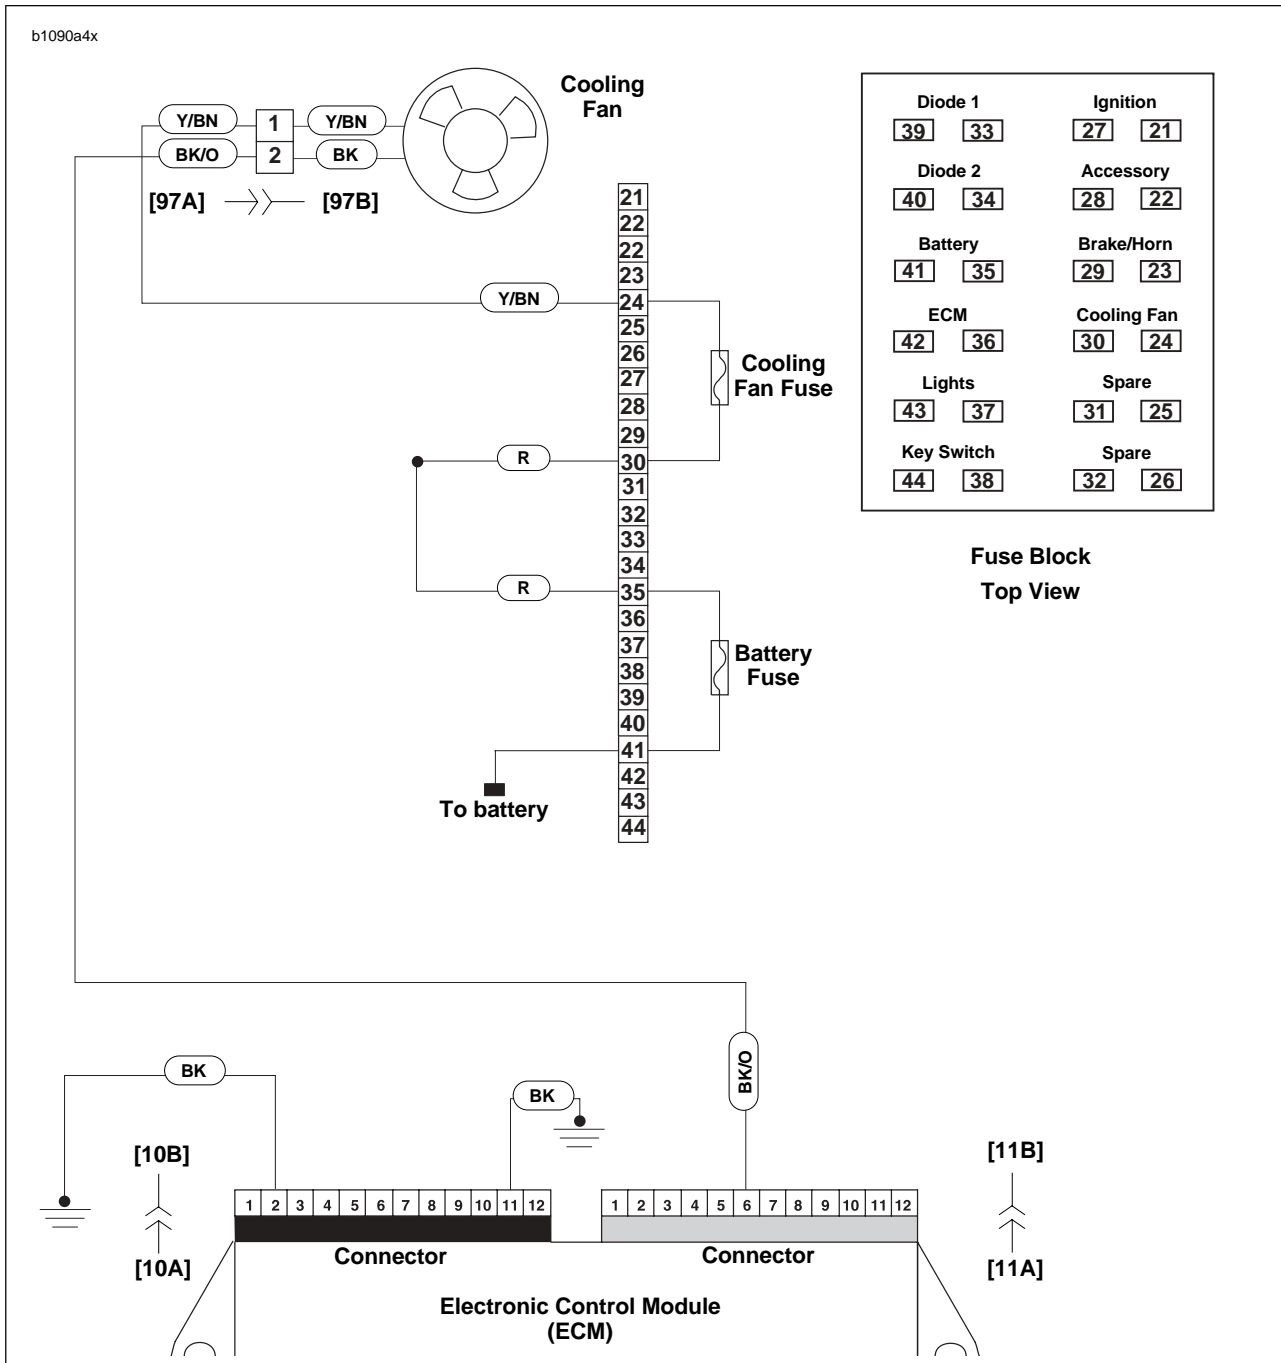 b1090a4x
Cooling
Fan
Y/BN 1 Y/BN
BK/O 2 BK
[97A] [97B]
21
22
22
23
Y/BN 24
25
26
27
28
29
R 30
31
32
33
34
R 35
36
37
38
39
40
41
42
43
44
Cooling
Fan Fuse
Battery
Fuse
To battery
Diode 1 Ignition
39 33 27 21
Diode 2 Accessory
40 34 28 22
Battery Brake/Horn
41 35 29 23
ECM Cooling Fan
42 36 30 24
Lights Spare
43 37 31 25
Key Switch Spare
44 38 32 26
Fuse Block
Top View
BK
BK
BK/O
[10B]
[10A]
[11B]
[11A]
1 2 3 4 5 6 7 8 9 10 11 12
1 2 3 4 5 6 7 8 9 10 11 12
Connector
Connector
Electronic Control Module
(ECM)